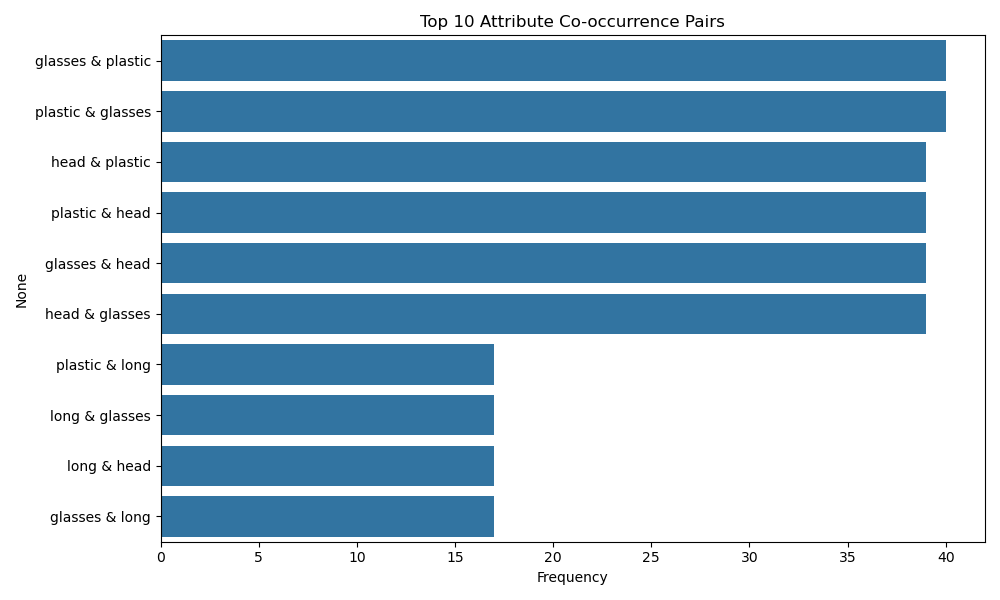 Top 10 Attribute Co-occurrence Pairs
glasses & plastic
plastic & glasses
head & plastic
plastic & head
glasses & head
head & glasses
plastic & long
long & glasses
long & head
glasses & long
None
0 5 10 15 20 25 30 35 40
Frequency